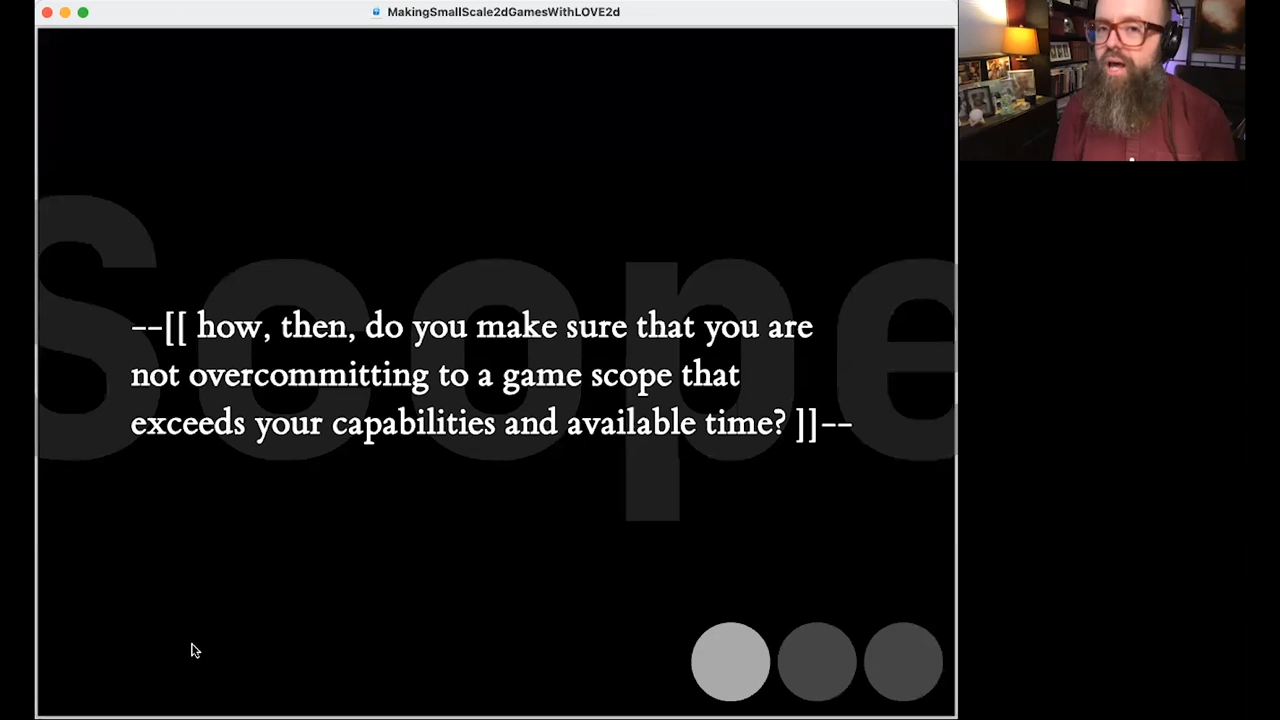 MakingSmallScale2dGamesWithLOVE2d
Scope
--[[ how, then, do you make sure that you are
not overcommitting to a game scope that
exceeds your capabilities and available time? ]]--